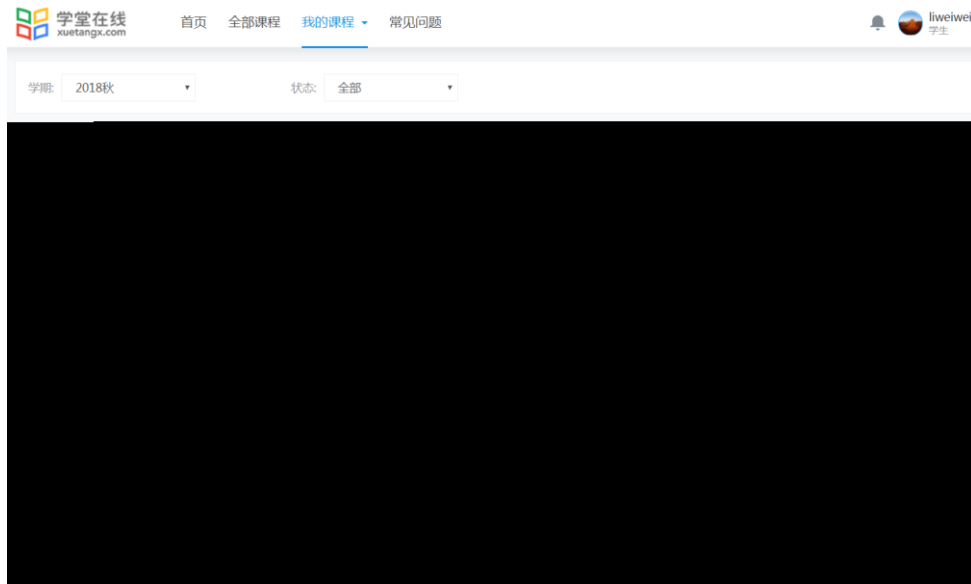 学堂在线
xuetangx.com
首页 全部课程 我的课程 常见问题
liweiwei
学生
学期: 2018秋 状态: 全部